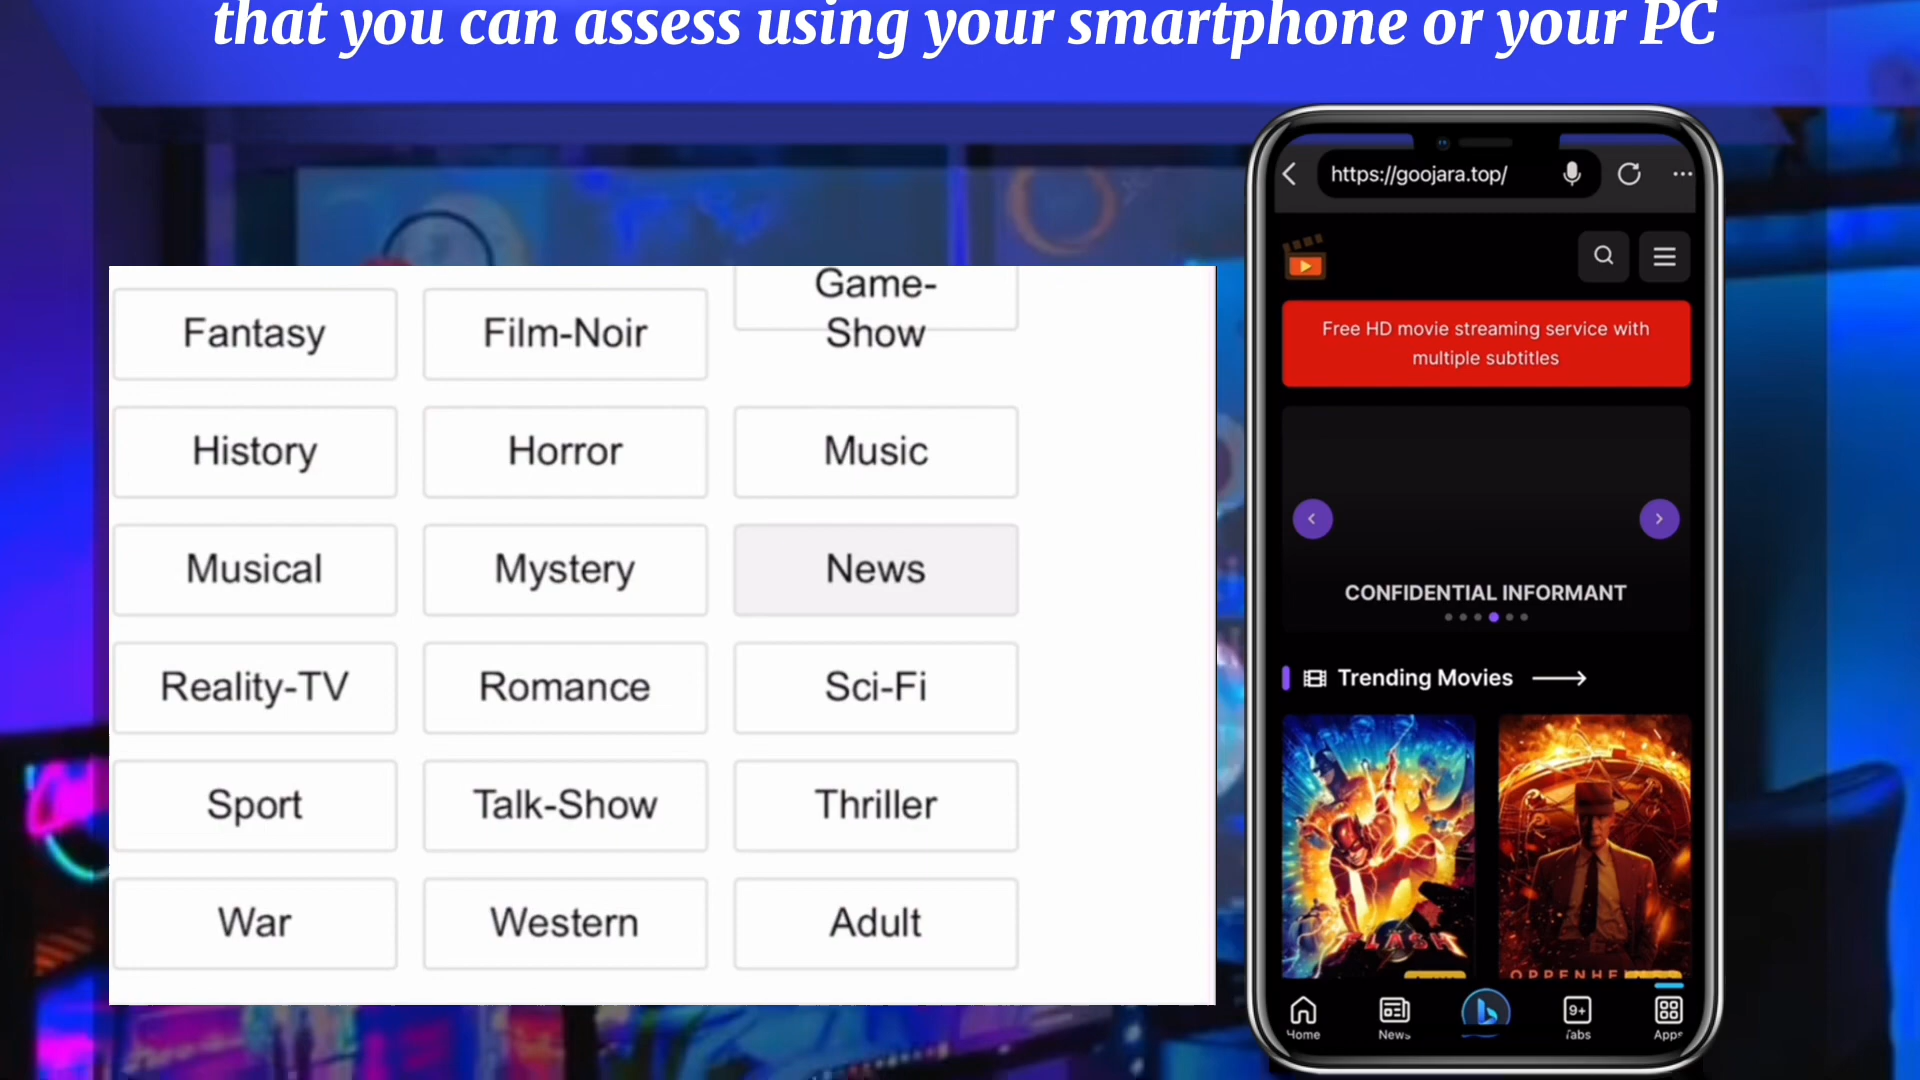 that you can assess using your smartphone or your PC
Game-
Show
Fantasy
Film-Noir
History
Horror
Music
Musical
Mystery
News
Reality-TV
Romance
Sci-Fi
Sport
Talk-Show
Thriller
War
Western
Adult
https://goojara.top/
Free HD movie streaming service with
multiple subtitles
CONFIDENTIAL INFORMANT
Trending Movies
FLASH
Home
News
9+
Tabs
Apps